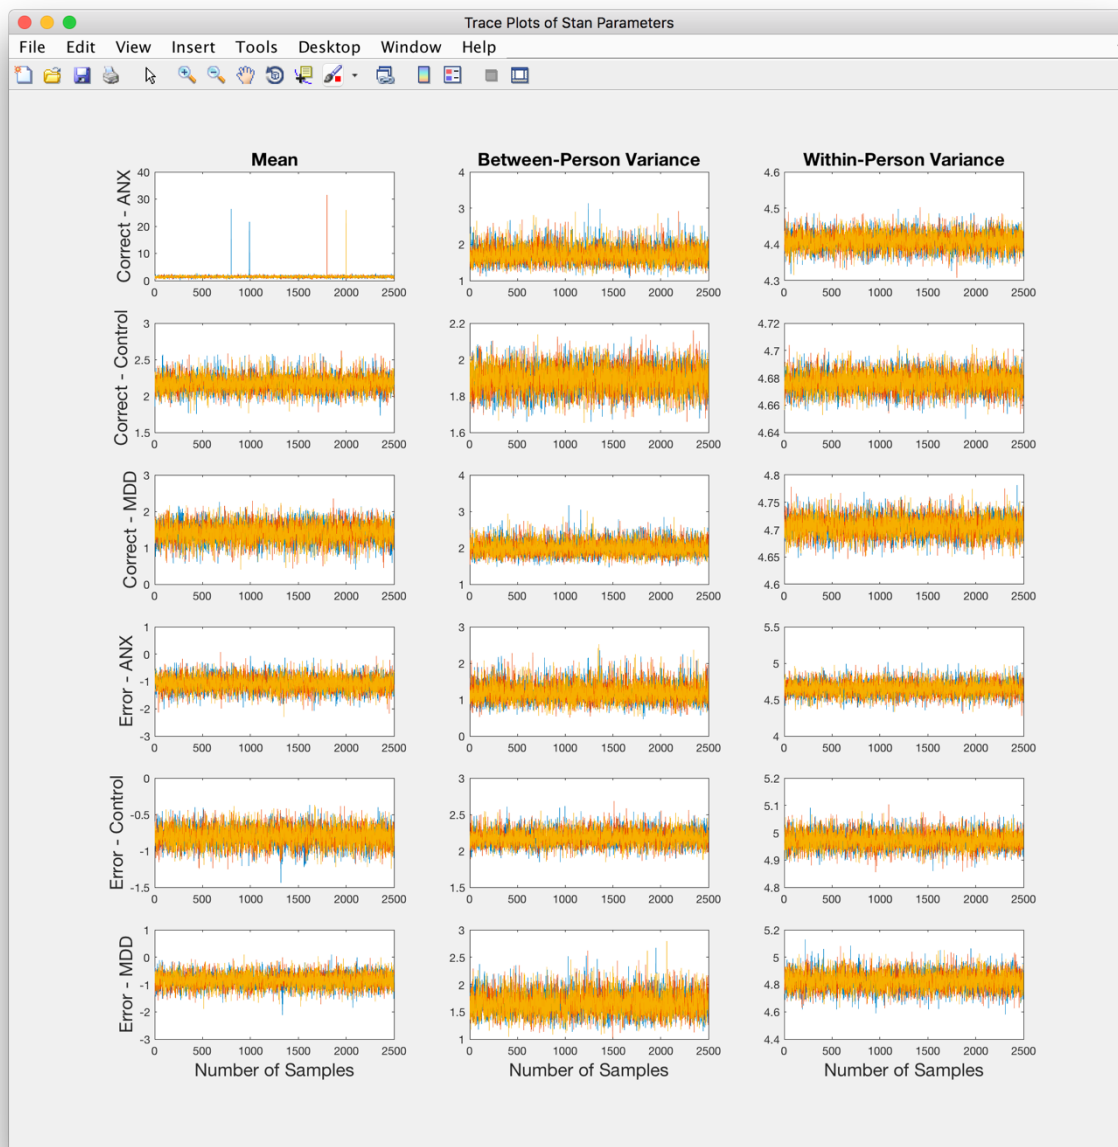 Trace Plots of Stan Parameters
File Edit View Insert Tools Desktop Window Help
Mean Between-Person Variance Within-Person Variance
Correct - ANX
40
30
20
10
0
0 500 1000 1500 2000 2500
4
3
2
1
0 500 1000 1500 2000 2500
4.6
4.5
4.4
4.3
0 500 1000 1500 2000 2500
Correct - Control
3
2.5
2
1.5
0 500 1000 1500 2000 2500
2.2
2
1.8
1.6
0 500 1000 1500 2000 2500
4.72
4.7
4.68
4.66
4.64
0 500 1000 1500 2000 2500
Correct - MDD
3
2
1
0
0 500 1000 1500 2000 2500
4
3
2
1
0 500 1000 1500 2000 2500
4.8
4.75
4.7
4.65
4.6
0 500 1000 1500 2000 2500
Error - ANX
1
0
-1
-2
-3
0 500 1000 1500 2000 2500
3
2
1
0
0 500 1000 1500 2000 2500
5.5
5
4.5
4
0 500 1000 1500 2000 2500
Error - Control
0
-0.5
-1
-1.5
0 500 1000 1500 2000 2500
3
2.5
2
1.5
0 500 1000 1500 2000 2500
5.2
5.1
5
4.9
4.8
0 500 1000 1500 2000 2500
Error - MDD
1
0
-1
-2
-3
0 500 1000 1500 2000 2500
3
2.5
2
1.5
1
0 500 1000 1500 2000 2500
5.2
5
4.8
4.6
4.4
0 500 1000 1500 2000 2500
Number of Samples Number of Samples Number of Samples